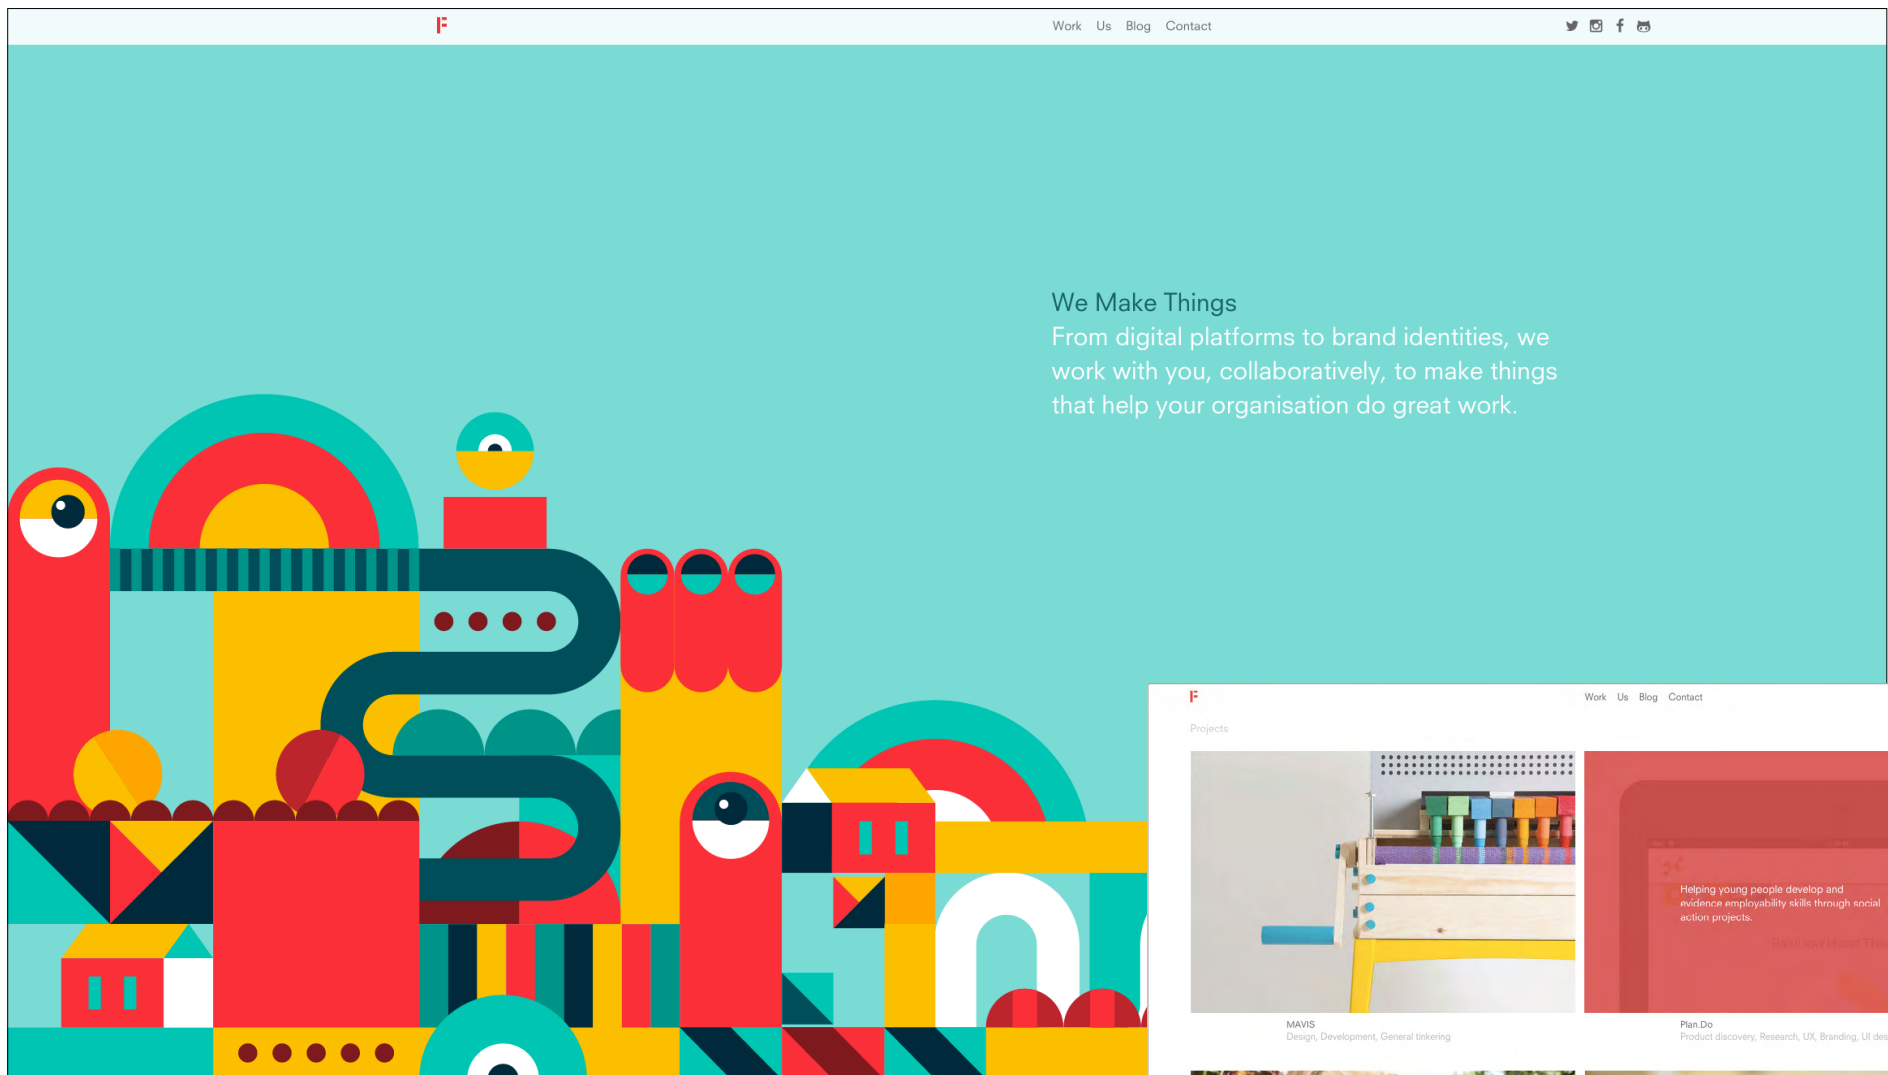 F
Work Us Blog Contact
We Make Things
From digital platforms to brand identities, we
work with you, collaboratively, to make things
that help your organisation do great work.
F
Work Us Blog Contact
Projects
Helping young people develop and
evidence employability skills through social
action projects.
MAVIS
Design, Development, General tinkering
Plan.Do
Product discovery, Research, UX, Branding, UI des